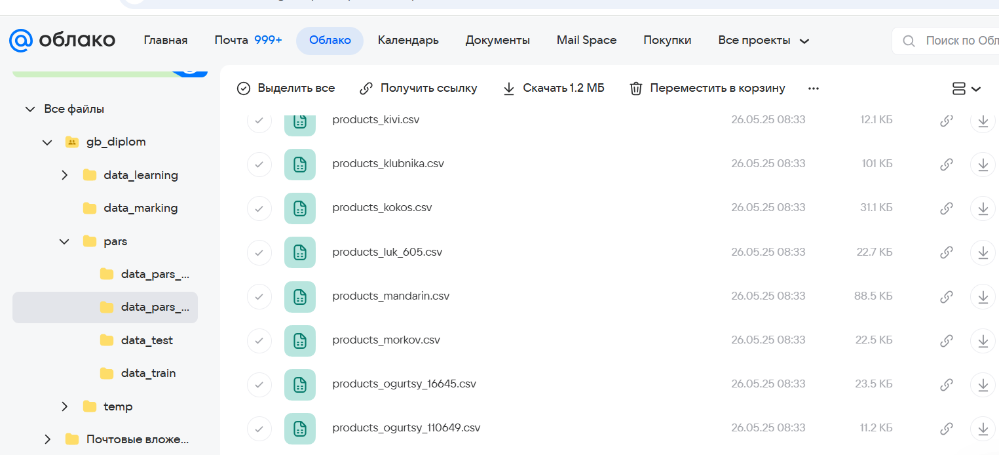 облако Главная Почта 999+ Облако Календарь Документы Mail Space Покупки Все проекты Поиск по Обл
Выделить все Получить ссылку Скачать 1.2 МБ Переместить в корзину ...
Все файлы
gb_diplom
data_learning
data_marking
pars
data_pars_...
data_pars_...
data_test
data_train
temp
Почтовые вложе...
products_kivi.csv 26.05.25 08:33 12.1 КБ
products_klubnika.csv 26.05.25 08:33 101 КБ
products_kokos.csv 26.05.25 08:33 31.1 КБ
products_luk_605.csv 26.05.25 08:33 22.7 КБ
products_mandarin.csv 26.05.25 08:33 88.5 КБ
products_morkov.csv 26.05.25 08:33 22.5 КБ
products_ogurtsy_16645.csv 26.05.25 08:33 23.5 КБ
products_ogurtsy_110649.csv 26.05.25 08:33 11.2 КБ